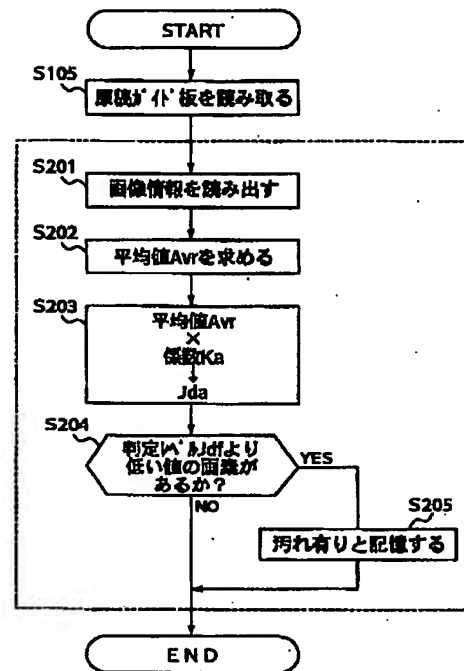 START
S105
原稿ガイド板を読み取る
S201
画像情報を読み出す
S202
平均値Avrを求める
S203
平均値Avr
×
係数Ka
↓
Jda
S204
判定レベルJdfより
低い値の画素が
あるか？
YES
NO
S205
汚れ有りと記憶する
END